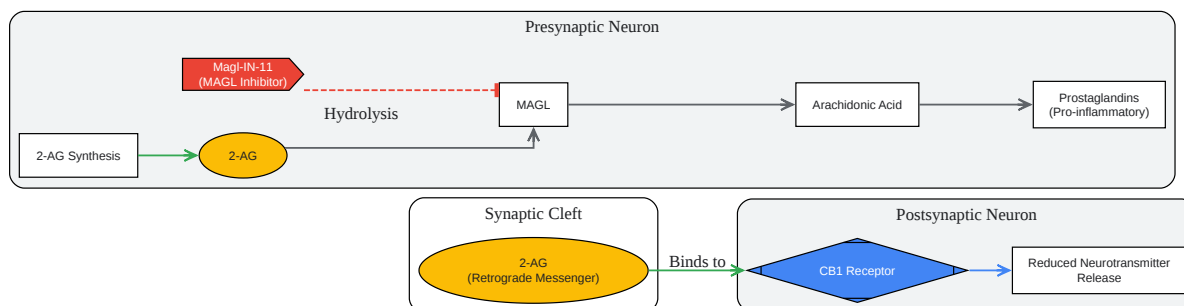 Presynaptic Neuron
Magl-IN-11
(MAGL Inhibitor)
Hydrolysis
MAGL
Arachidonic Acid
Prostaglandins
(Pro-inflammatory)
2-AG Synthesis
2-AG
Synaptic Cleft
2-AG
(Retrograde Messenger)
Binds to
Postsynaptic Neuron
CB1 Receptor
Reduced Neurotransmitter
Release